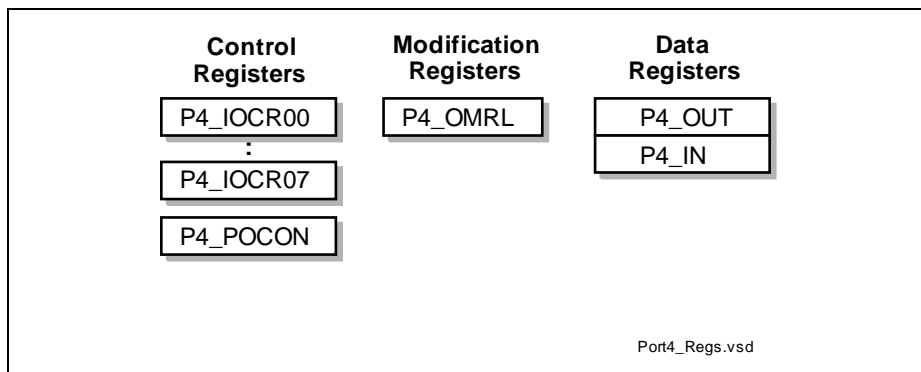 Control Registers
Modification Registers
Data Registers
P4_IOCR00
:
P4_IOCR07
P4_POCON
P4_OMRL
P4_OUT
P4_IN
Port4_Regs.vsd